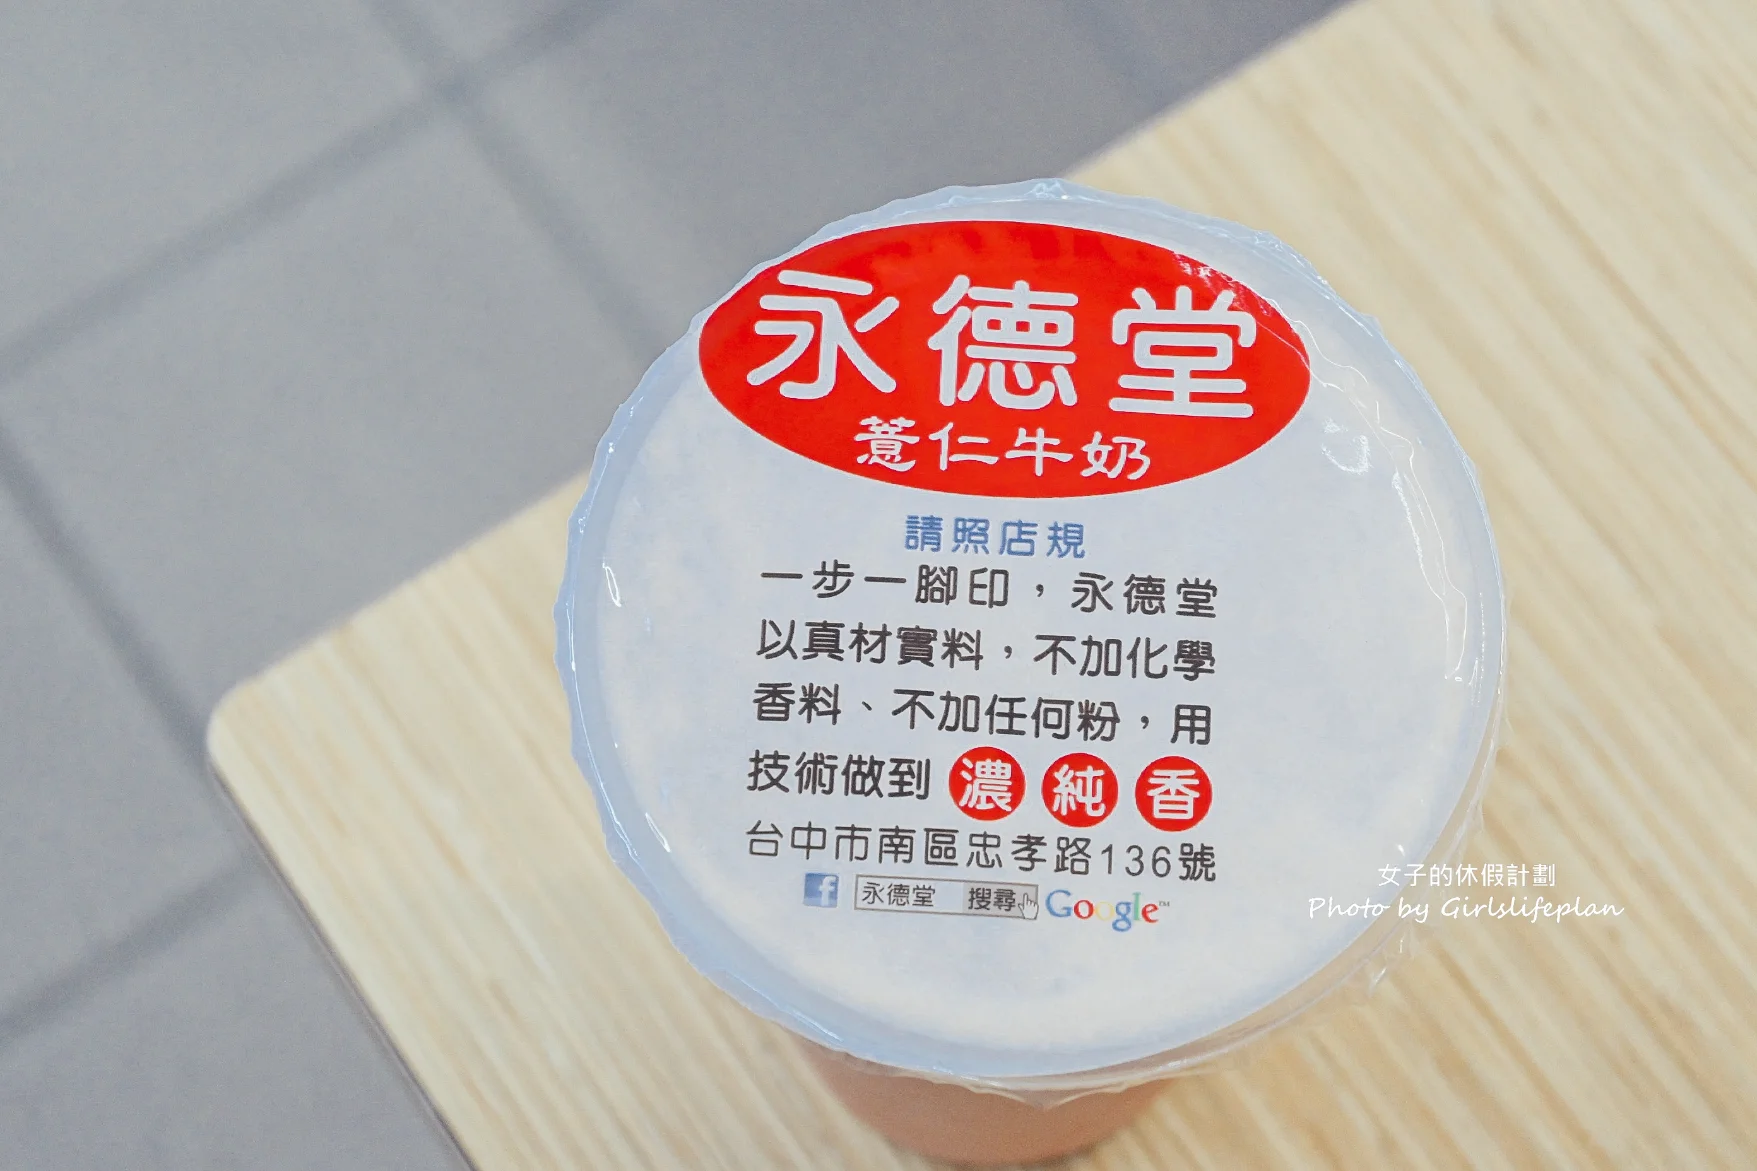 永德堂
薏仁牛奶
請照店規
一步一腳印，永德堂
以真材實料，不加化學
香料、不加任何粉，用
技術做到 濃 純 香
台中市南區忠孝路136號
f 永德堂 搜尋 Google™
女子的休假計劃
Photo by Girlslifeplan